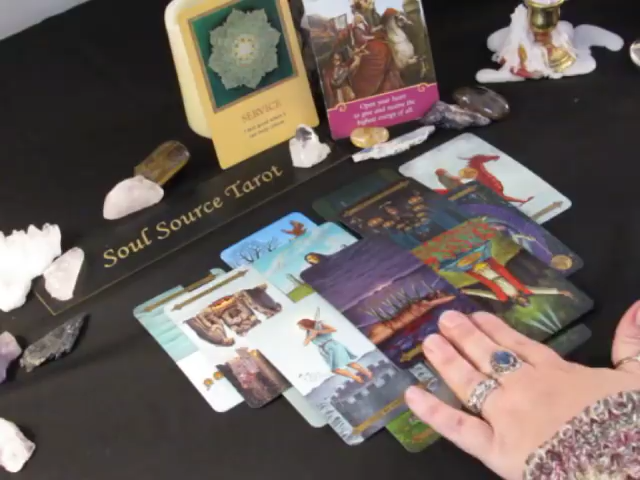 SERVICE
Open your heart
to give and receive the
highest energy of all.
Soul Source Tarot